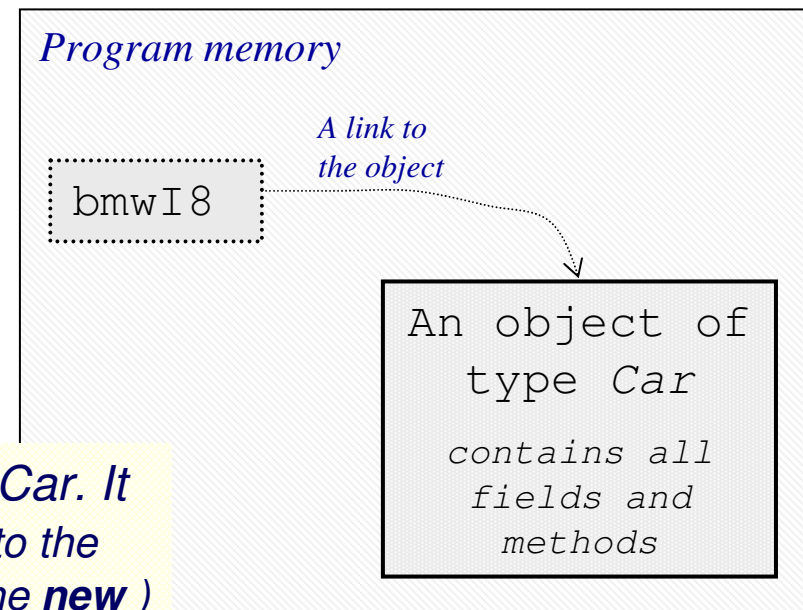 Program memory
A link to
the object
bmwI8
An object of
type Car
contains all
fields and
methods
Car. It
to the
new )